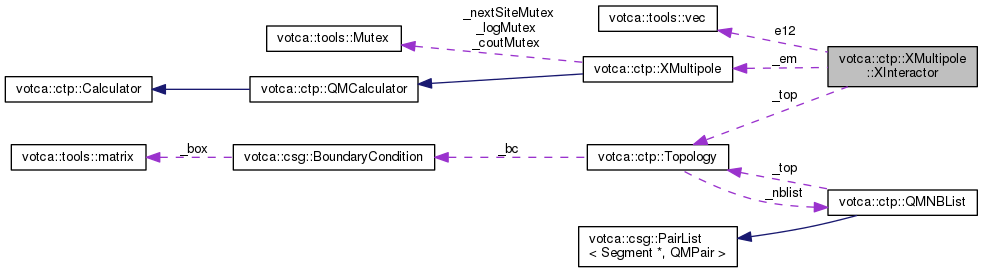 _nextSiteMutex
_logMutex
_coutMutex
votca::tools::vec
e12
votca::tools::Mutex
votca::ctp::XMultipole
::XInteractor
_em
votca::ctp::XMultipole
votca::ctp::Calculator
votca::ctp::QMCalculator
_top
votca::tools::matrix
_box
votca::csg::BoundaryCondition
_bc
votca::ctp::Topology
_top
_nblist
votca::ctp::QMNBList
votca::csg::PairList
< Segment *, QMPair >